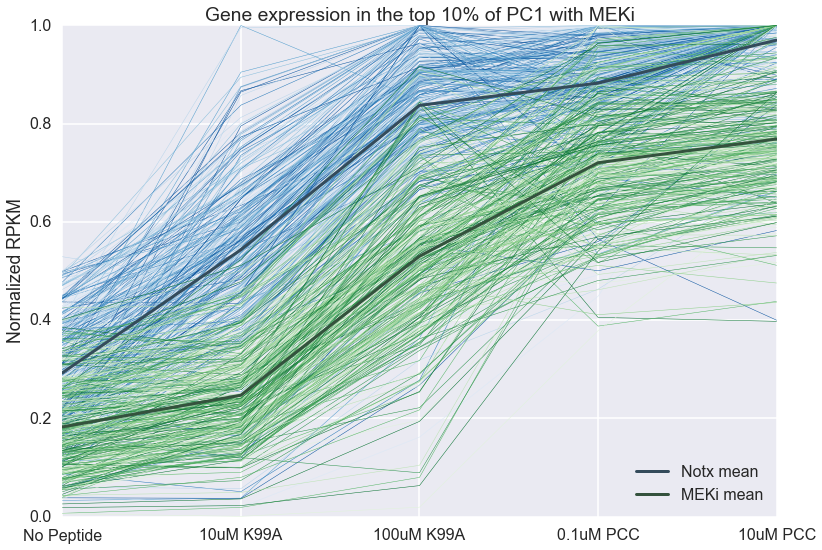 Gene expression in the top 10% of PC1 with MEKi
Normalized RPKM
1.0
0.8
0.6
0.4
0.2
0.0
No Peptide
10uM K99A
100uM K99A
0.1uM PCC
10uM PCC
Notx mean
MEKi mean